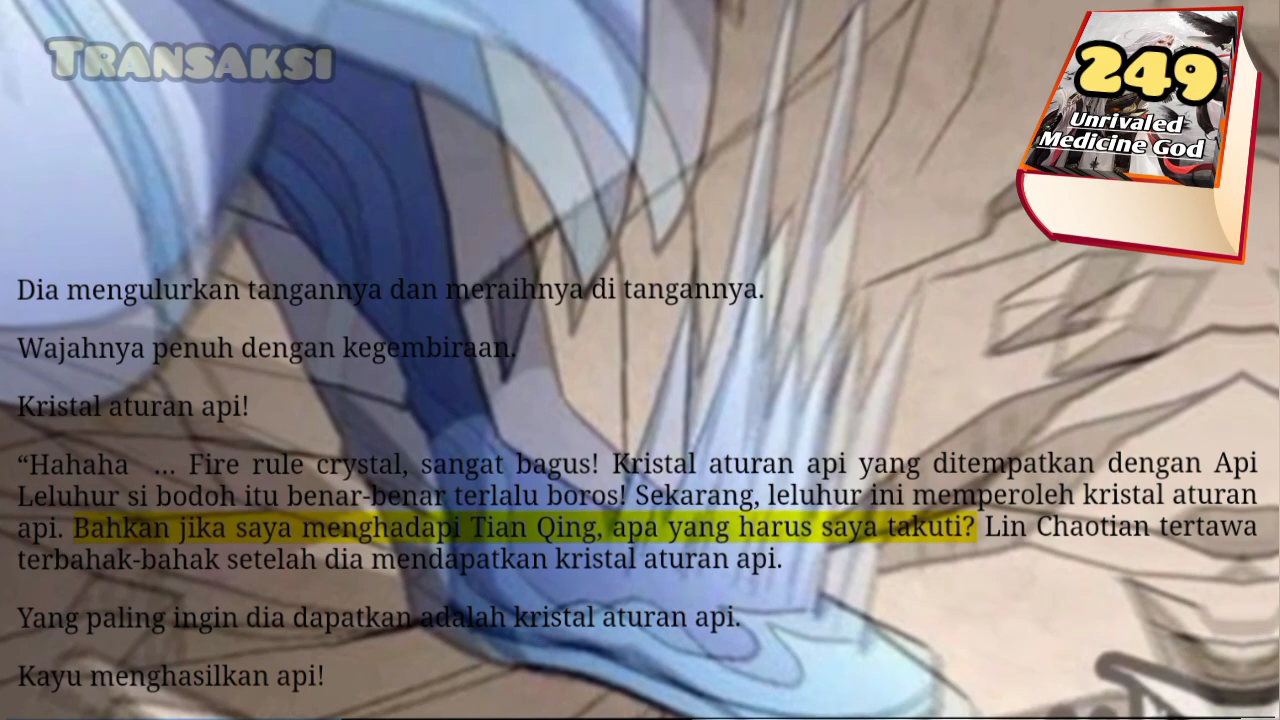 Transaksi
249
Unrivaled
Medicine God
Dia mengulurkan tangannya dan meraihnya di tangannya.
Wajahnya penuh dengan kegembiraan.
Kristal aturan api!
“Hahaha … Fire rule crystal, sangat bagus! Kristal aturan api yang ditempatkan dengan Api
Leluhur si bodoh itu benar-benar terlalu boros! Sekarang, leluhur ini memperoleh kristal aturan
api. Bahkan jika saya menghadapi Tian Qing, apa yang harus saya takuti? Lin Chaotian tertawa
terbahak-bahak setelah dia mendapatkan kristal aturan api.
Yang paling ingin dia dapatkan adalah kristal aturan api.
Kayu menghasilkan api!